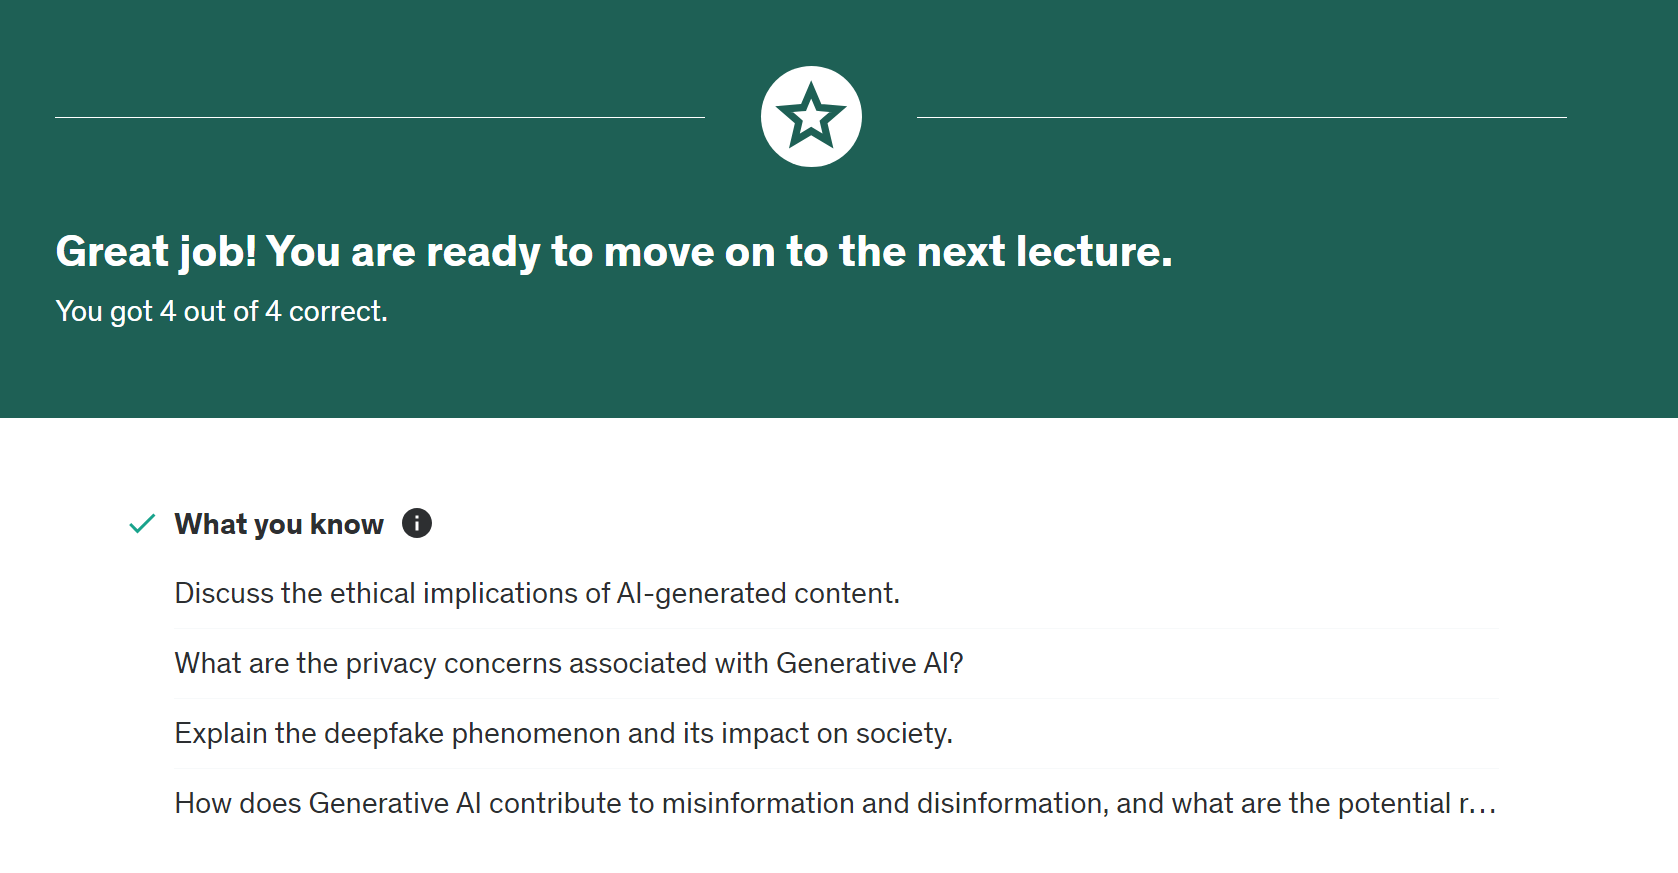 Great job! You are ready to move on to the next lecture.
You got 4 out of 4 correct.
What you know
Discuss the ethical implications of AI-generated content.
What are the privacy concerns associated with Generative AI?
Explain the deepfake phenomenon and its impact on society.
How does Generative AI contribute to misinformation and disinformation, and what are the potential r...